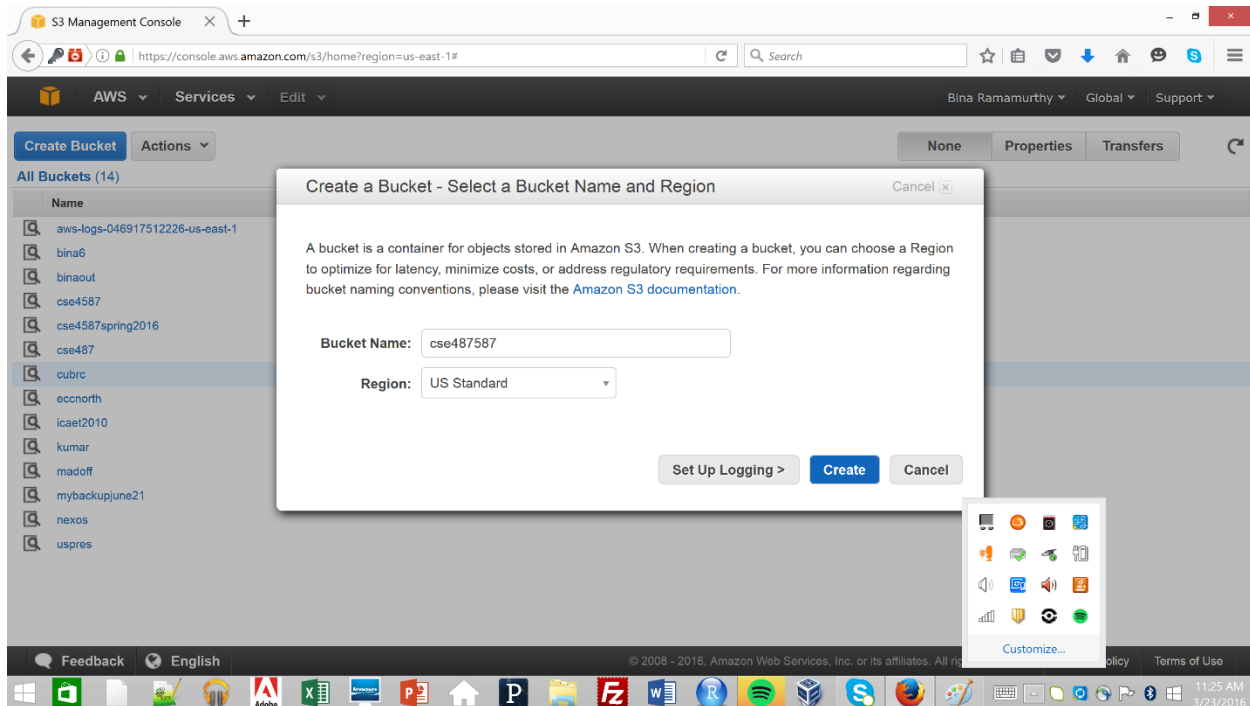 S3 Management Console
https://console.aws.amazon.com/s3/home?region=us-east-1#
Search
AWS Services Edit Bina Ramamurthy Global Support
Create Bucket Actions None Properties Transfers
All Buckets (14)
Name
aws-logs-046917512226-us-east-1
bina6
binaout
cse4587
cse4587spring2016
cse487
cubrc
eccnorth
icaet2010
kumar
madoff
mybackupjune21
nexos
uspres
Create a Bucket - Select a Bucket Name and Region Cancel
A bucket is a container for objects stored in Amazon S3. When creating a bucket, you can choose a Region
to optimize for latency, minimize costs, or address regulatory requirements. For more information regarding
bucket naming conventions, please visit the Amazon S3 documentation.
Bucket Name: cse487587
Region: US Standard
Set Up Logging > Create Cancel
Customize...
Feedback English © 2008 - 2016, Amazon Web Services, Inc. or its affiliates. All Terms of Use
Adobe
11:25 AM
3/23/2016